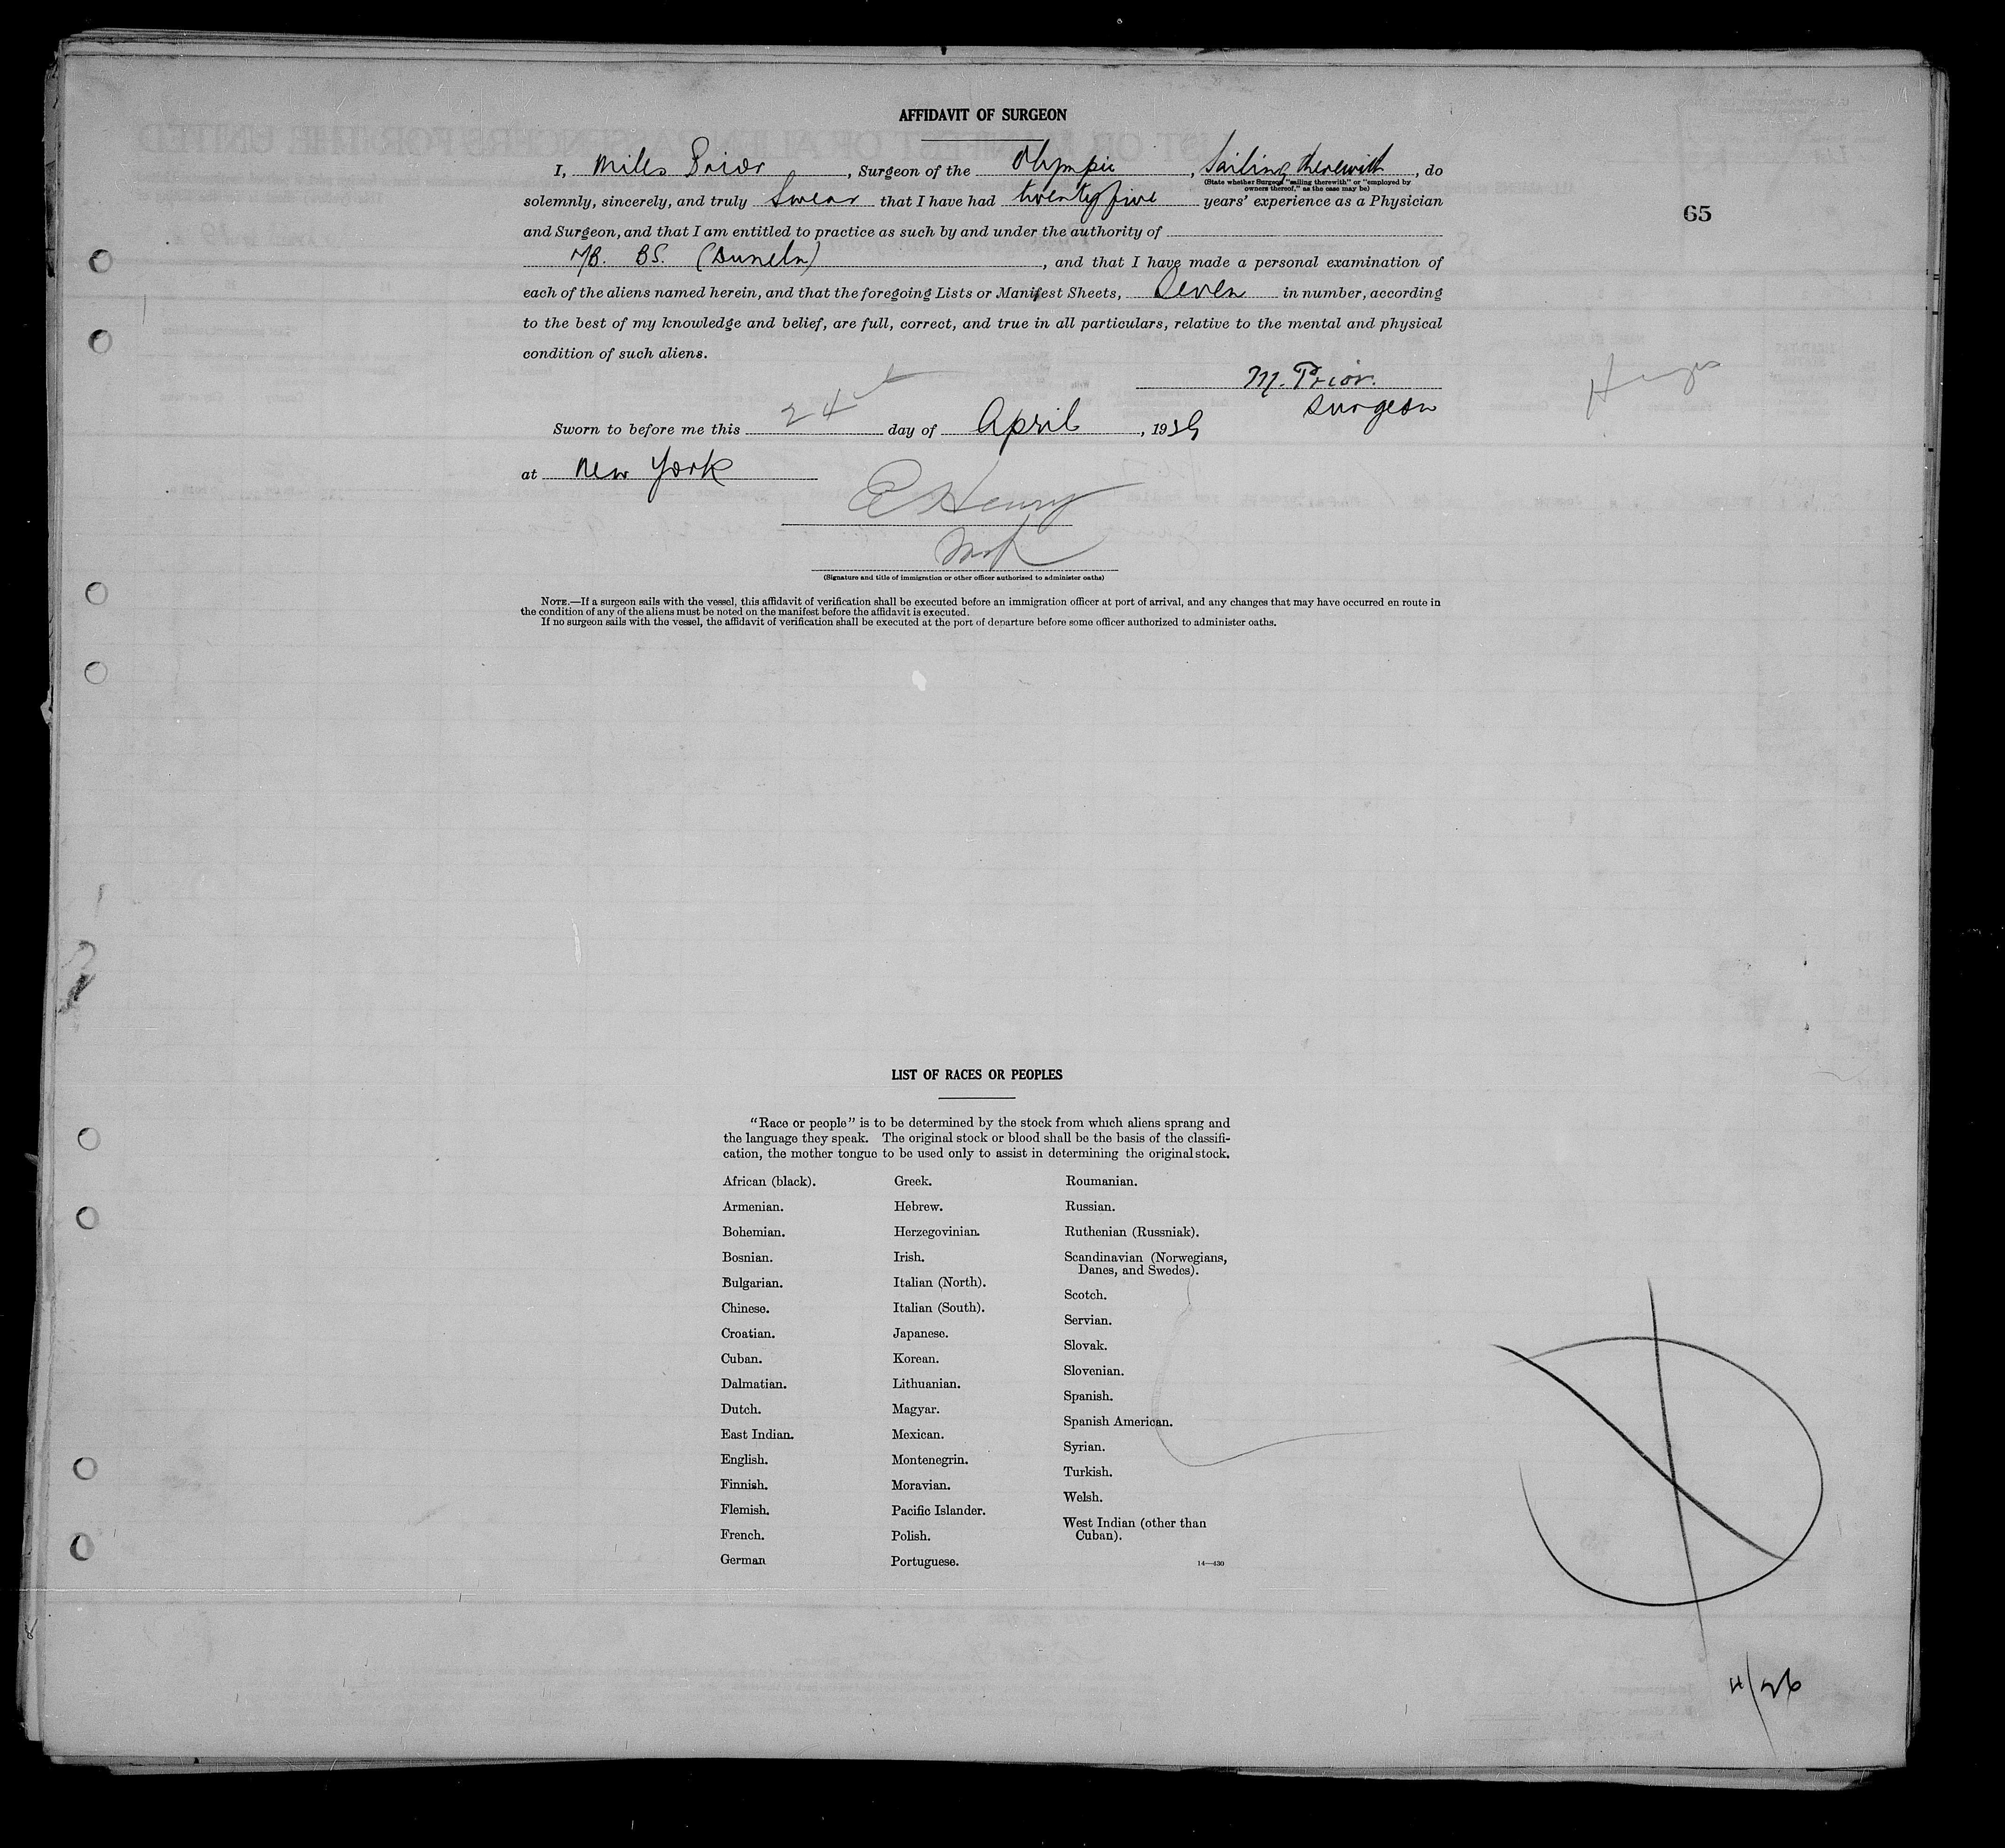 AFFIDAVIT OF SURGEON
I, Miles Prior, Surgeon of the Olympic, Sailing therewith, do
(State whether Surgeon "sailing therewith" or "employed by
owners thereof," as the case may be)
solemnly, sincerely, and truly Swear that I have had twenty five years' experience as a Physician
65
and Surgeon, and that I am entitled to practice as such by and under the authority of
MB. BS. (Dunelm), and that I have made a personal examination of
each of the aliens named herein, and that the foregoing Lists or Manifest Sheets, Seven in number, according
to the best of my knowledge and belief, are full, correct, and true in all particulars, relative to the mental and physical
condition of such aliens.
M. Prior.
Surgeon
Sworn to before me this 24th day of April, 19
at New York
E Henry
(Signature and title of immigration or other officer authorized to administer oaths)
NOTE.—If a surgeon sails with the vessel, this affidavit of verification shall be executed before an immigration officer at port of arrival, and any changes that may have occurred en route in
the condition of any of the aliens must be noted on the manifest before the affidavit is executed.
If no surgeon sails with the vessel, the affidavit of verification shall be executed at the port of departure before some officer authorized to administer oaths.
LIST OF RACES OR PEOPLES
"Race or people" is to be determined by the stock from which aliens sprang and
the language they speak. The original stock or blood shall be the basis of the classifi-
cation, the mother tongue to be used only to assist in determining the original stock.
African (black).
Armenian.
Bohemian.
Bosnian.
Bulgarian.
Chinese.
Croatian.
Cuban.
Dalmatian.
Dutch.
East Indian.
English.
Finnish.
Flemish.
French.
German
Greek.
Hebrew.
Herzegovinian.
Irish.
Italian (North).
Italian (South).
Japanese.
Korean.
Lithuanian.
Magyar.
Mexican.
Montenegrin.
Moravian.
Pacific Islander.
Polish.
Portuguese.
Roumanian.
Russian.
Ruthenian (Russniak).
Scandinavian (Norwegians,
Danes, and Swedes).
Scotch.
Servian.
Slovak.
Slovenian.
Spanish.
Spanish American.
Syrian.
Turkish.
Welsh.
West Indian (other than
Cuban).
14—430
4/26